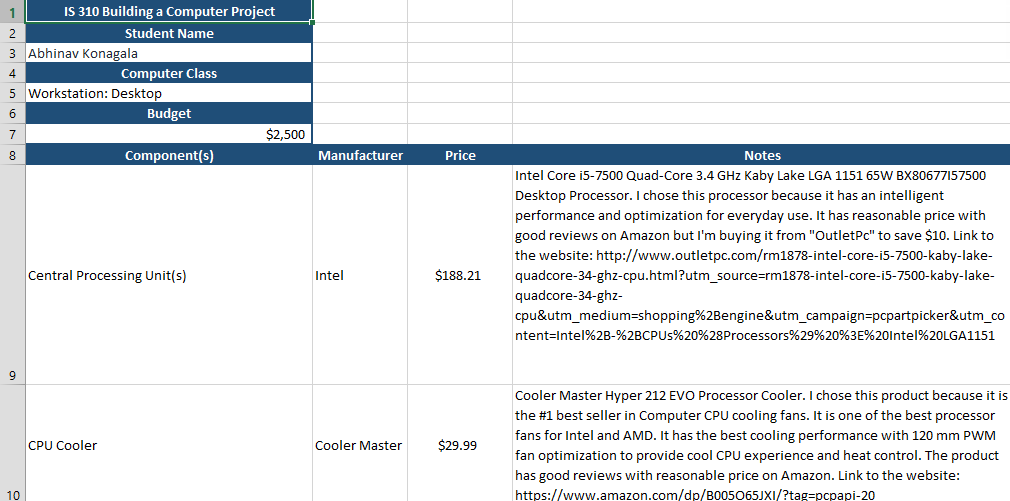 1 IS 310 Building a Computer Project
2 Student Name
3 Abhinav Konagala
4 Computer Class
5 Workstation: Desktop
6 Budget
7 $2,500
8 Component(s) Manufacturer Price Notes
Central Processing Unit(s) Intel $188.21
Intel Core i5-7500 Quad-Core 3.4 GHz Kaby Lake LGA 1151 65W BX80677I57500
Desktop Processor. I chose this processor because it has an intelligent
performance and optimization for everyday use. It has reasonable price with
good reviews on Amazon but I'm buying it from "OutletPc" to save $10. Link to
the website: http://www.outletpc.com/rm1878-intel-core-i5-7500-kaby-lake-
quadcore-34-ghz-cpu.html?utm_source=rm1878-intel-core-i5-7500-kaby-lake-
quadcore-34-ghz-
cpu&utm_medium=shopping%2Bengine&utm_campaign=pcpartpicker&utm_co
ntent=Intel%2B-%2BCPUs%20%28Processors%29%20%3E%20Intel%20LGA1151
9
CPU Cooler Cooler Master $29.99
Cooler Master Hyper 212 EVO Processor Cooler. I chose this product because it is
the #1 best seller in Computer CPU cooling fans. It is one of the best processor
fans for Intel and AMD. It has the best cooling performance with 120 mm PWM
fan optimization to provide cool CPU experience and heat control. The product
has good reviews with reasonable price on Amazon. Link to the website:
https://www.amazon.com/dp/B005O65JXI/?tag=pcpapi-20
10